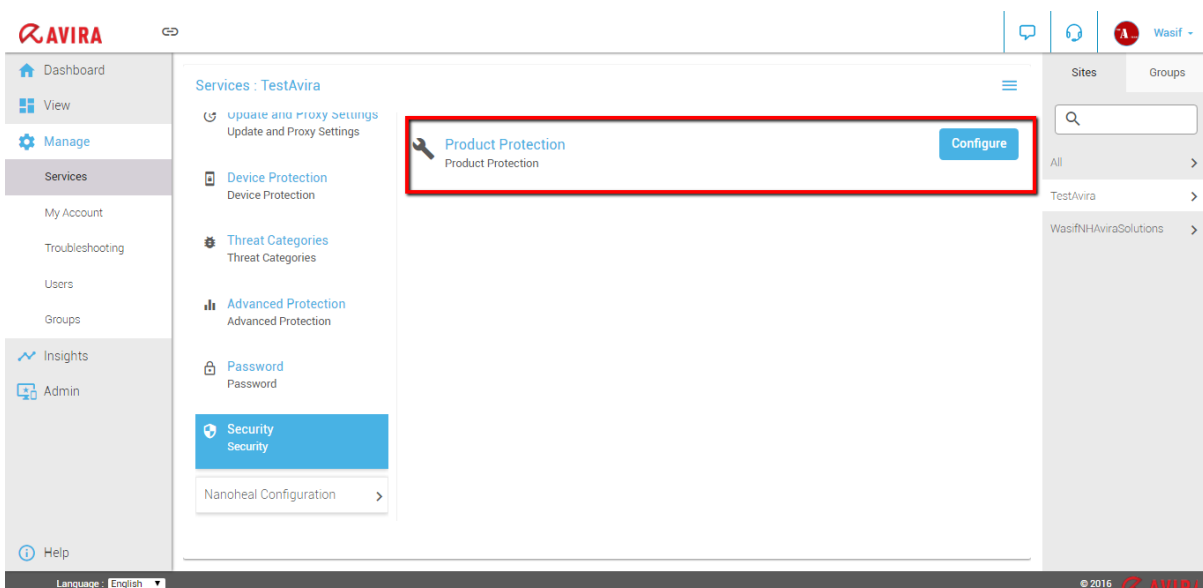 AVIRA
Wasif
Dashboard
View
Manage
Services
My Account
Troubleshooting
Users
Groups
Insights
Admin
Help
Language : English
Services : TestAvira
Update and Proxy Settings
Update and Proxy Settings
Device Protection
Device Protection
Threat Categories
Threat Categories
Advanced Protection
Advanced Protection
Password
Password
Security
Security
Nanoheal Configuration
Product Protection
Product Protection
Configure
Sites Groups
All
TestAvira
WasifNHAviraSolutions
© 2016 AVIRA